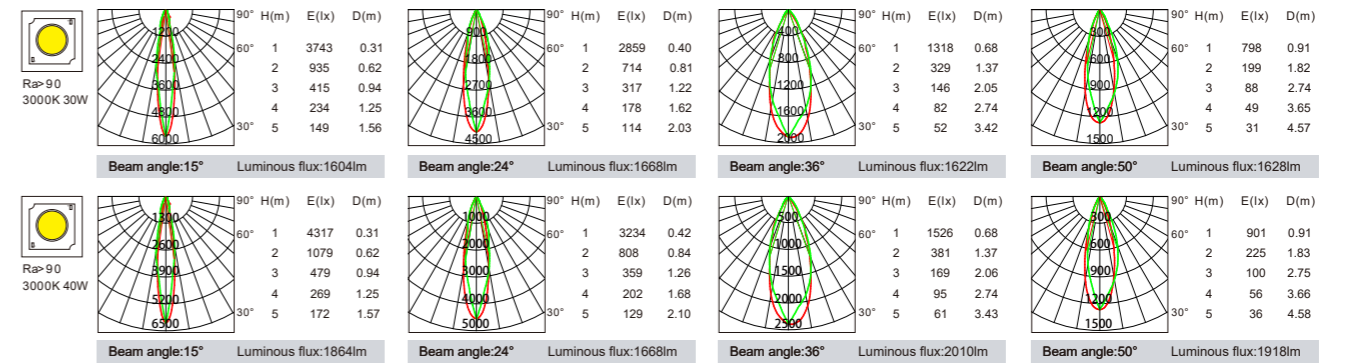 Ra>90
3000K 30W
1200
2400
3600
4800
6000
90° H(m) E(lx) D(m)
60° 1 3743 0.31
2 935 0.62
3 415 0.94
4 234 1.25
30° 5 149 1.56
Beam angle:15° Luminous flux:1604lm
900
1800
2700
3600
4500
90° H(m) E(lx) D(m)
60° 1 2859 0.40
2 714 0.81
3 317 1.22
4 178 1.62
30° 5 114 2.03
Beam angle:24° Luminous flux:1668lm
400
800
1200
1600
2000
90° H(m) E(lx) D(m)
60° 1 1318 0.68
2 329 1.37
3 146 2.05
4 82 2.74
30° 5 52 3.42
Beam angle:36° Luminous flux:1622lm
300
600
900
1200
1500
90° H(m) E(lx) D(m)
60° 1 798 0.91
2 199 1.82
3 88 2.74
4 49 3.65
30° 5 31 4.57
Beam angle:50° Luminous flux:1628lm
Ra>90
3000K 40W
1300
2600
3900
5200
6500
90° H(m) E(lx) D(m)
60° 1 4317 0.31
2 1079 0.62
3 479 0.94
4 269 1.25
30° 5 172 1.57
Beam angle:15° Luminous flux:1864lm
1000
2000
3000
4000
5000
90° H(m) E(lx) D(m)
60° 1 3234 0.42
2 808 0.84
3 359 1.26
4 202 1.68
30° 5 129 2.10
Beam angle:24° Luminous flux:1668lm
500
1000
1500
2000
2500
90° H(m) E(lx) D(m)
60° 1 1526 0.68
2 381 1.37
3 169 2.06
4 95 2.74
30° 5 61 3.43
Beam angle:36° Luminous flux:2010lm
300
600
900
1200
1500
90° H(m) E(lx) D(m)
60° 1 901 0.91
2 225 1.83
3 100 2.75
4 56 3.66
30° 5 36 4.58
Beam angle:50° Luminous flux:1918lm